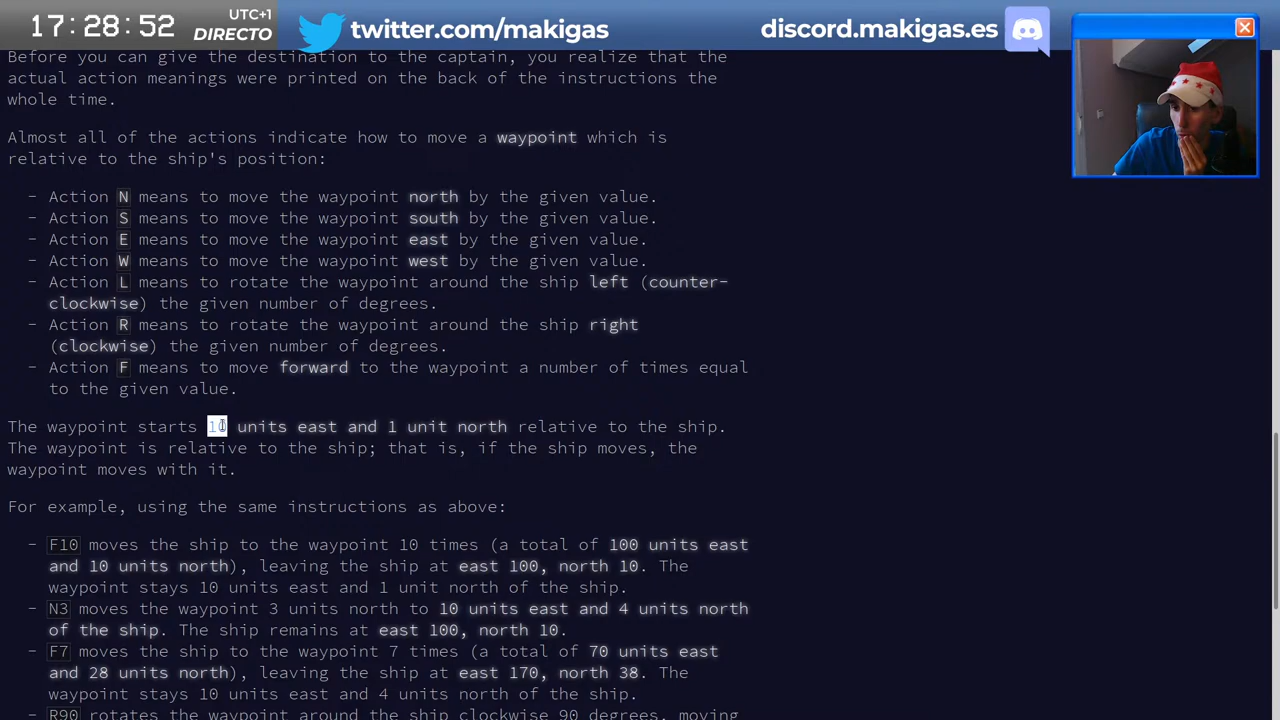 17:28:52
UTC+1
DIRECTO
twitter.com/makigas
discord.makigas.es
Before you can give the destination to the captain, you realize that the
actual action meanings were printed on the back of the instructions the
whole time.
Almost all of the actions indicate how to move a waypoint which is
relative to the ship's position:
- Action N means to move the waypoint north by the given value.
- Action S means to move the waypoint south by the given value.
- Action E means to move the waypoint east by the given value.
- Action W means to move the waypoint west by the given value.
- Action L means to rotate the waypoint around the ship left (counter-
clockwise) the given number of degrees.
- Action R means to rotate the waypoint around the ship right
(clockwise) the given number of degrees.
- Action F means to move forward to the waypoint a number of times equal
to the given value.
The waypoint starts 10 units east and 1 unit north relative to the ship.
The waypoint is relative to the ship; that is, if the ship moves, the
waypoint moves with it.
For example, using the same instructions as above:
- F10 moves the ship to the waypoint 10 times (a total of 100 units east
and 10 units north), leaving the ship at east 100, north 10. The
waypoint stays 10 units east and 1 unit north of the ship.
- N3 moves the waypoint 3 units north to 10 units east and 4 units north
of the ship. The ship remains at east 100, north 10.
- F7 moves the ship to the waypoint 7 times (a total of 70 units east
and 28 units north), leaving the ship at east 170, north 38. The
waypoint stays 10 units east and 4 units north of the ship.
- R90 rotates the waypoint around the ship clockwise 90 degrees, moving